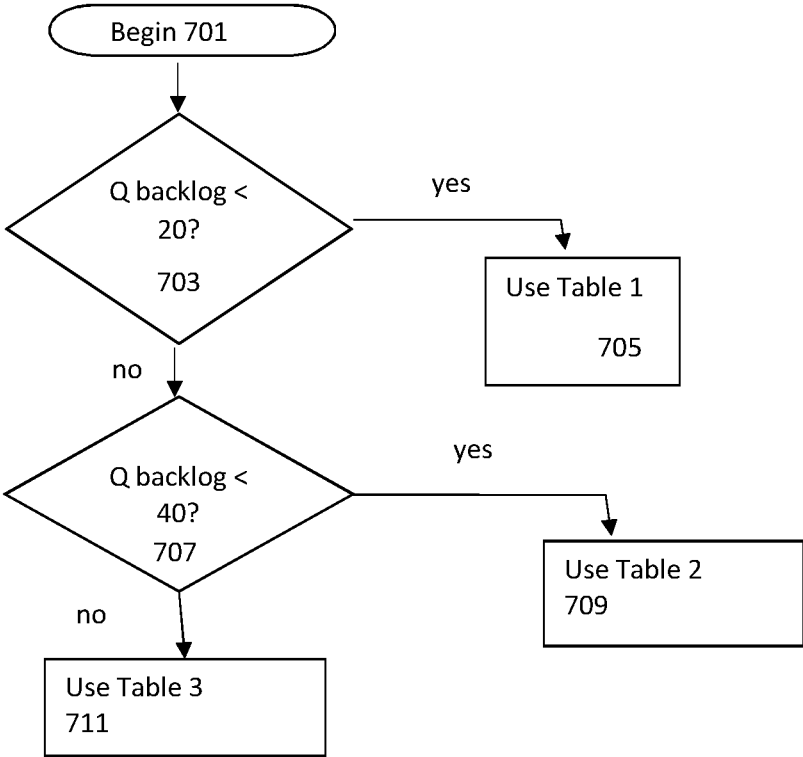 Begin 701
Q backlog <
20?
703
yes
Use Table 1
705
no
Q backlog <
40?
707
yes
Use Table 2
709
no
Use Table 3
711